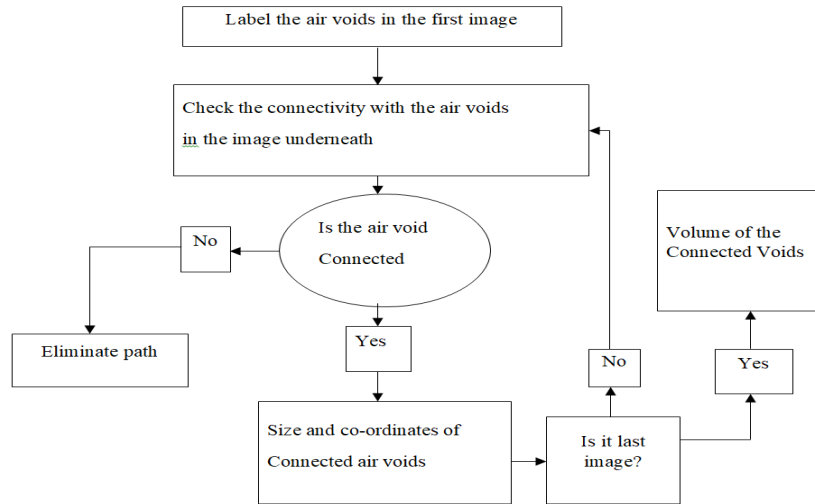 Label the air voids in the first image
Check the connectivity with the air voids
in the image underneath
Is the air void
Connected
No
Eliminate path
Yes
Size and co-ordinates of
Connected air voids
Is it last
image?
No
Yes
Volume of the
Connected Voids